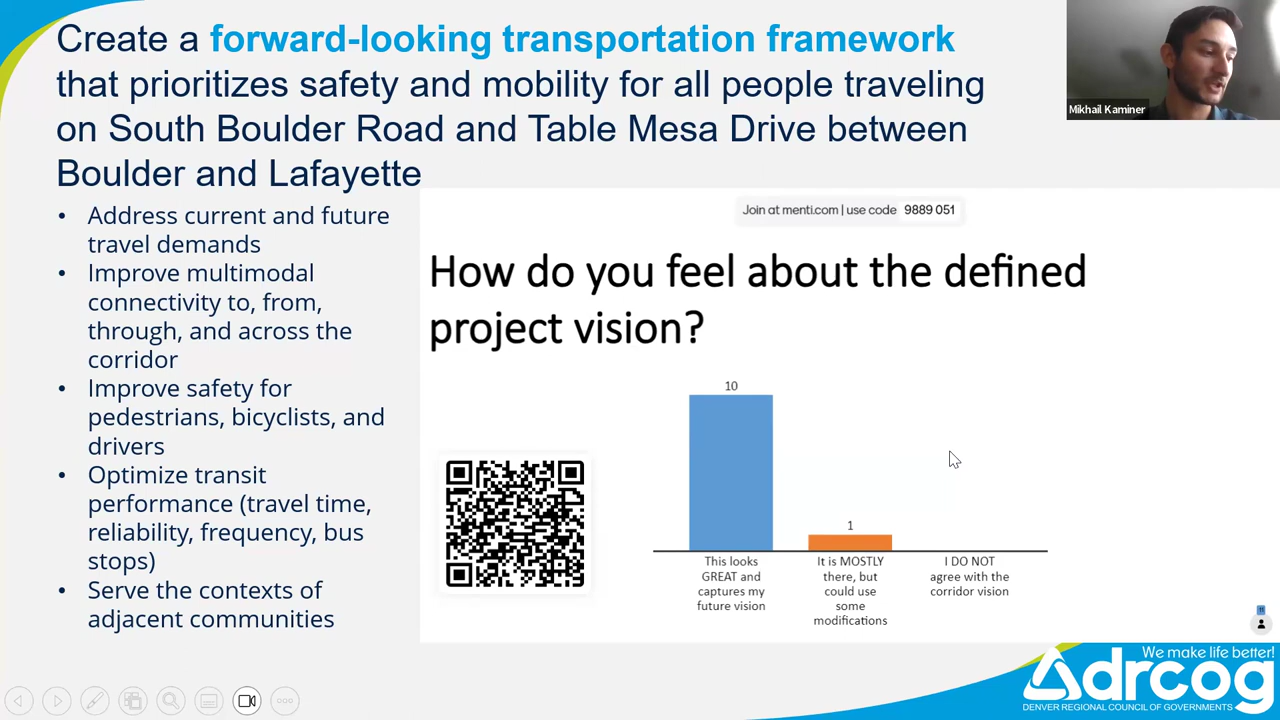 Create a forward-looking transportation framework
that prioritizes safety and mobility for all people traveling
on South Boulder Road and Table Mesa Drive between
Boulder and Lafayette
Mikhail Kaminer
• Address current and future
travel demands
• Improve multimodal
connectivity to, from,
through, and across the
corridor
• Improve safety for
pedestrians, bicyclists, and
drivers
• Optimize transit
performance (travel time,
reliability, frequency, bus
stops)
• Serve the contexts of
adjacent communities
Join at menti.com | use code 9889 051
How do you feel about the defined
project vision?
10
1
This looks
GREAT and
captures my
future vision
It is MOSTLY
there, but
could use
some
modifications
I DO NOT
agree with the
corridor vision
11
We make life better!
drcog
DENVER REGIONAL COUNCIL OF GOVERNMENTS